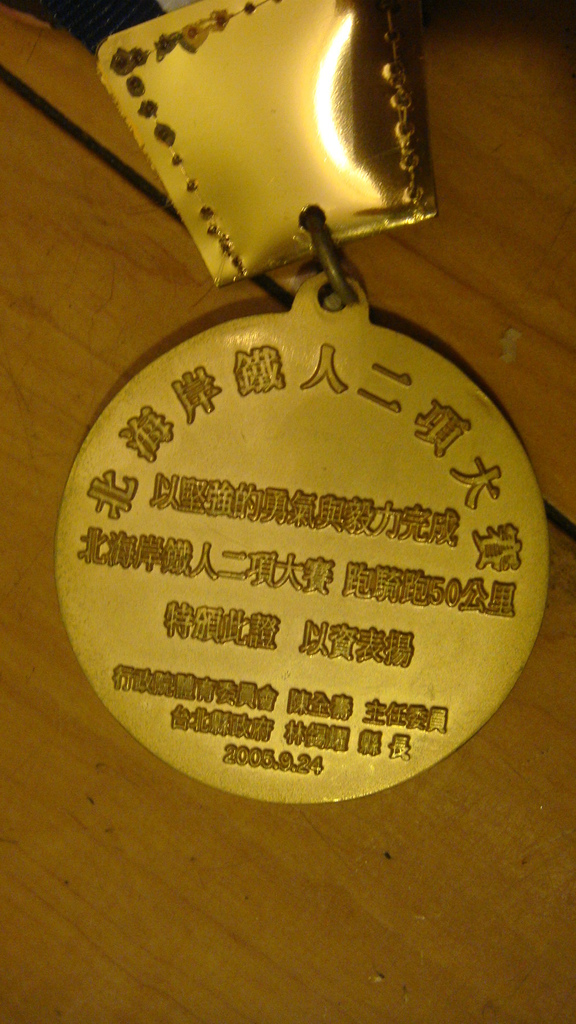 北海岸鐵人二項大賽
以堅強的勇氣與毅力完成
北海岸鐵人二項大賽 跑騎跑50公里
特頒此證 以資表揚
行政院體育委員會 陳全壽 主任委員
台北縣政府 林錫耀 縣長
2005.9.24